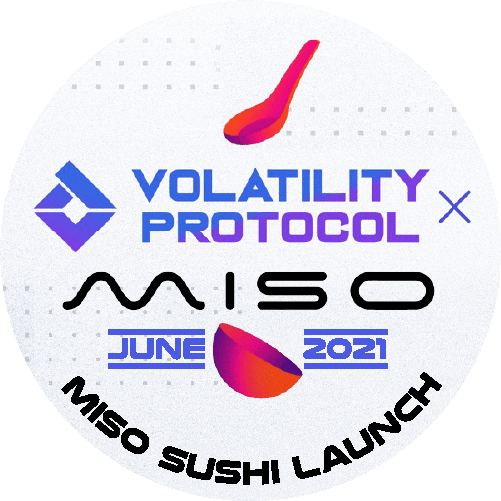 VOLATILITY
PROTOCOL ×
MISO
JUNE 2021
MISO SUSHI LAUNCH